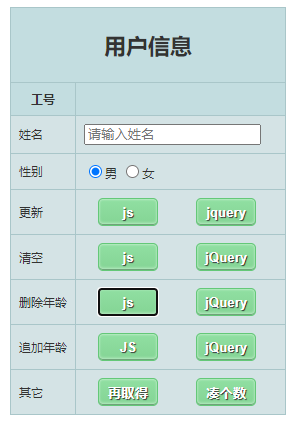 用户信息
工号
姓名 请输入姓名
性别 男 女
更新 js jquery
清空 js jQuery
删除年龄 js jQuery
追加年龄 JS jQuery
其它 再取得 凑个数